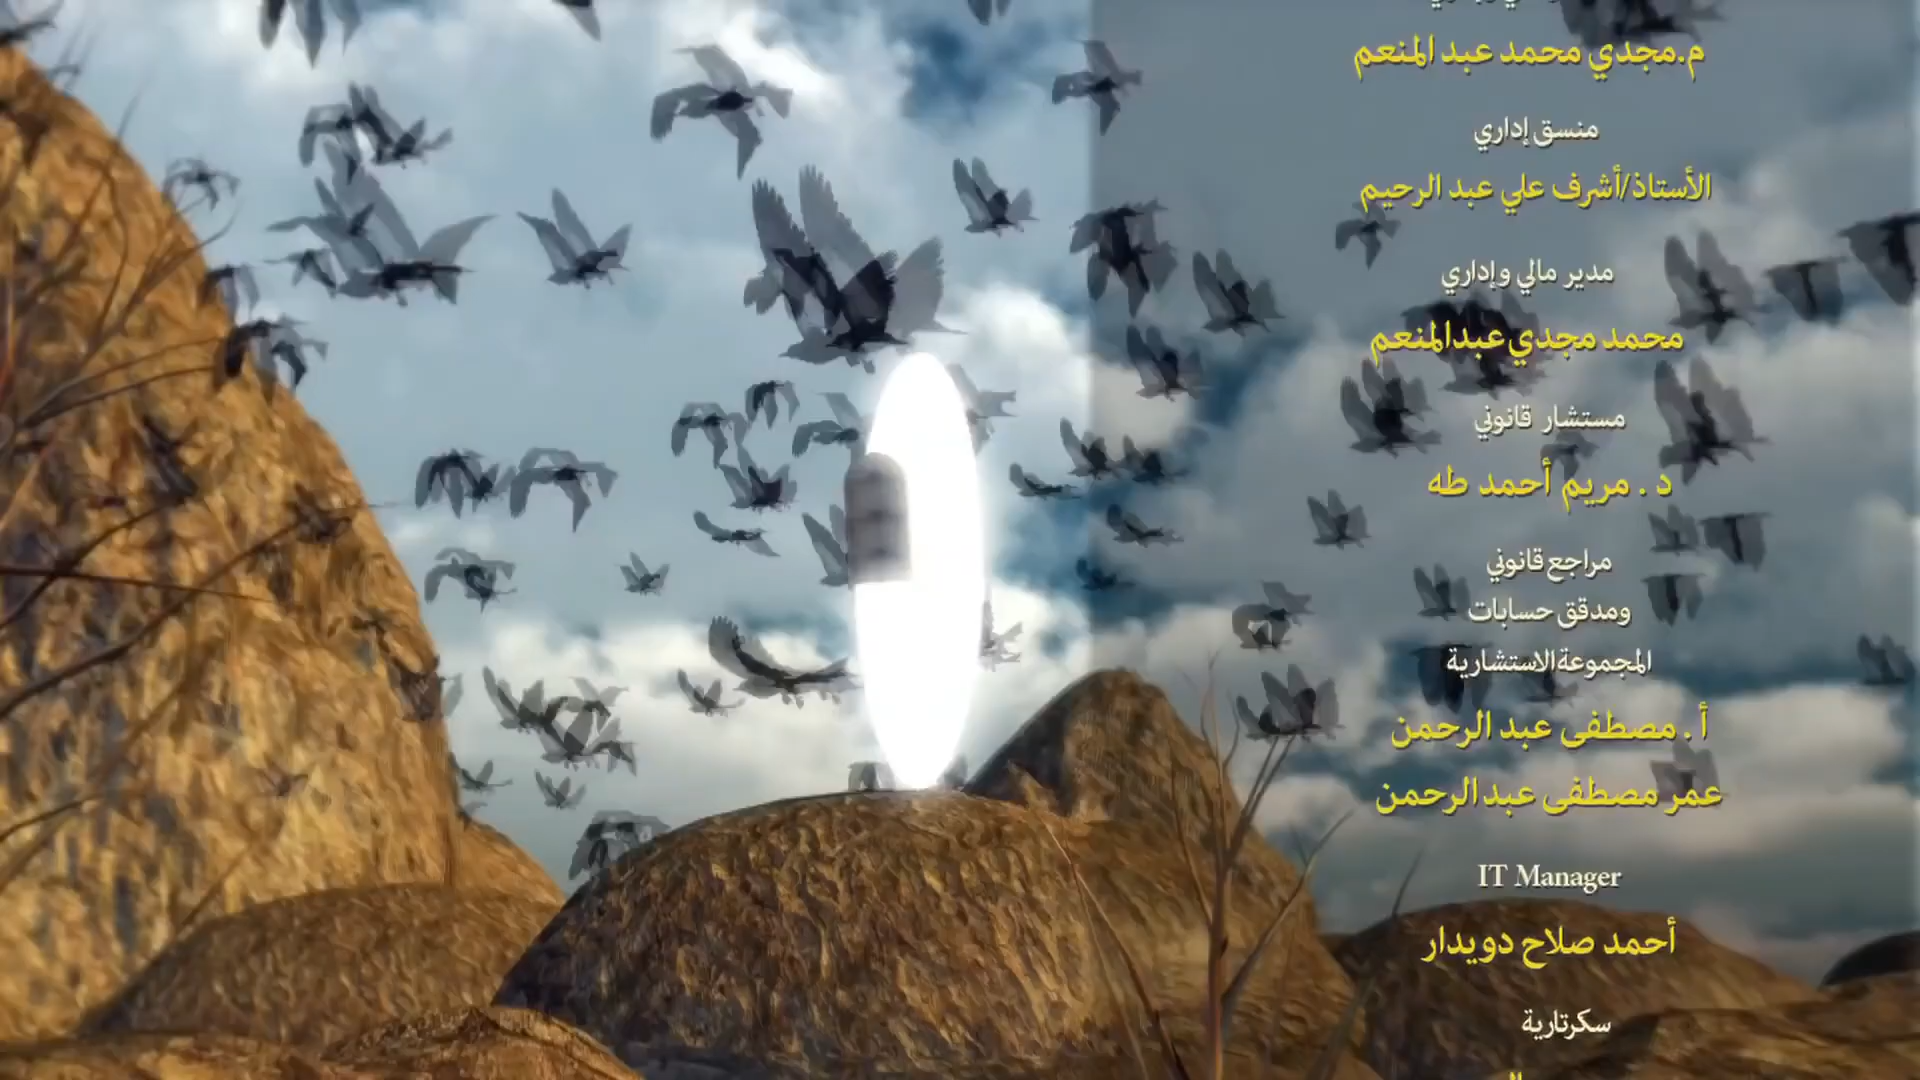 م.مجدي محمد عبد المنعم
منسق إداري
الأستاذ/أشرف علي عبد الرحيم
مدير مالي وإداري
محمد مجدي عبدالمنعم
مستشار قانوني
د . مريم أحمد طه
مراجع قانوني
ومدقق حسابات
المجموعة الاستشارية
أ . مصطفى عبد الرحمن
عمر مصطفى عبد الرحمن
IT Manager
أحمد صلاح دويدار
سكرتارية